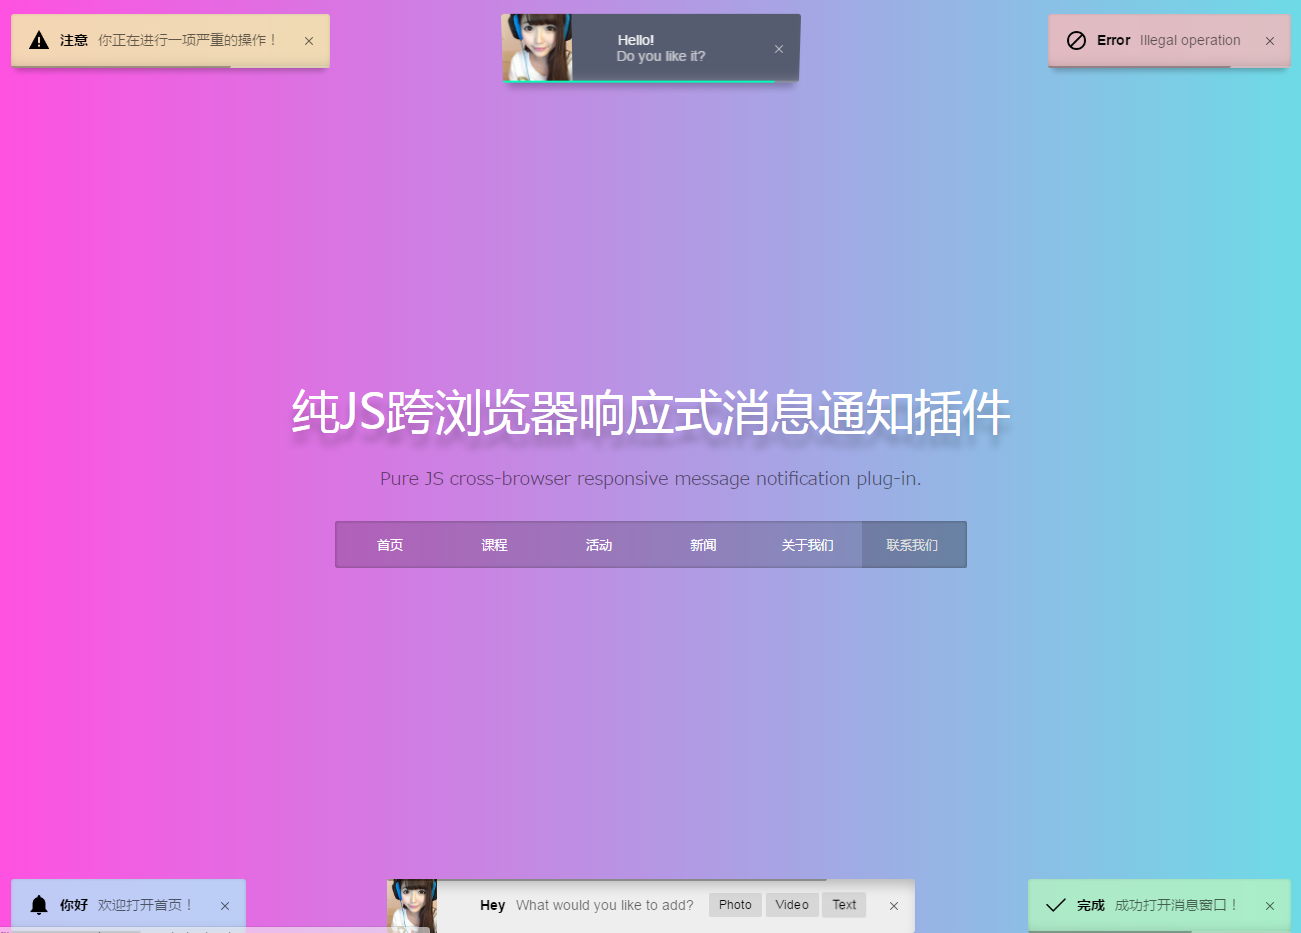 注意 你正在进行一项严重的操作！
Hello!
Do you like it?
Error Illegal operation
纯JS跨浏览器响应式消息通知插件
Pure JS cross-browser responsive message notification plug-in.
首页 课程 活动 新闻 关于我们 联系我们
你好 欢迎打开首页！
Hey What would you like to add? Photo Video Text
完成 成功打开消息窗口！